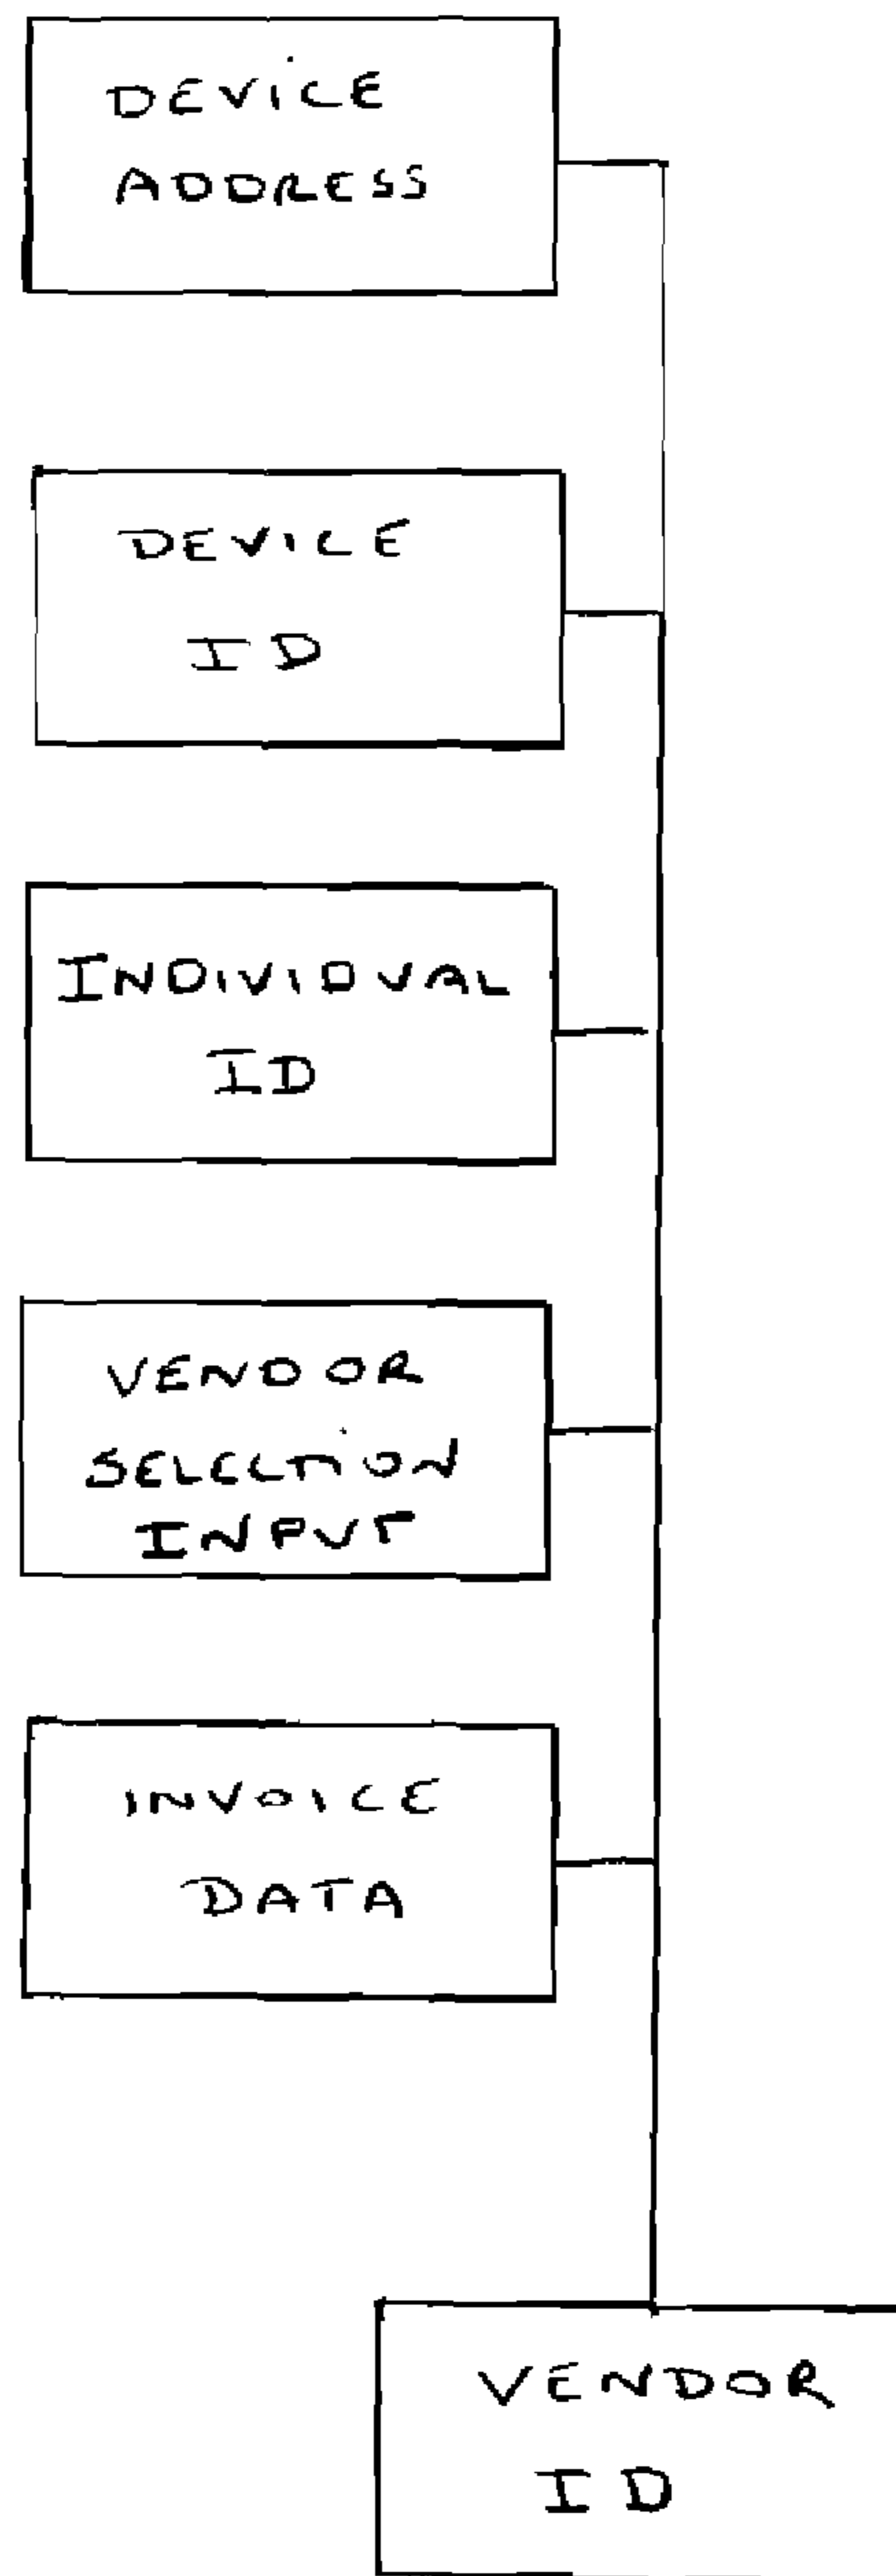 DEVICE
ADDRESS
DEVICE
ID
INDIVIDUAL
ID
VENDOR
SELECTION
INPUT
INVOICE
DATA
VENDOR
ID